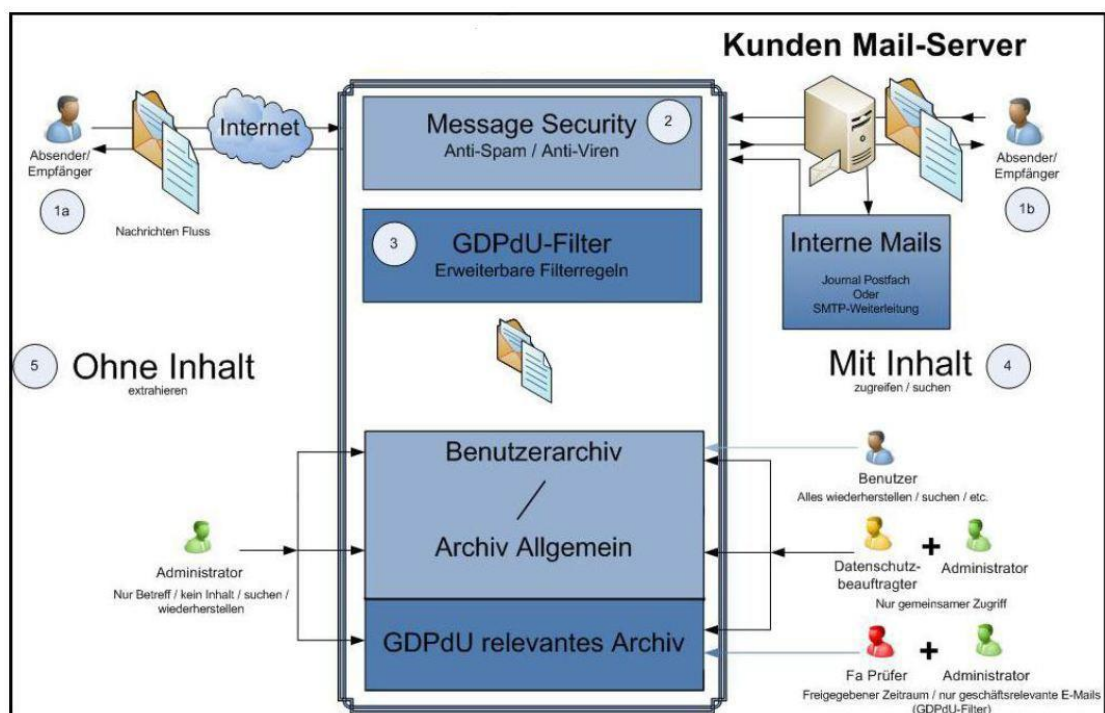 Kunden Mail-Server
Internet
Absender/
Empfänger
1a
Nachrichten Fluss
Message Security
Anti-Spam / Anti-Viren
2
Absender/
Empfänger
1b
3
GDPdU-Filter
Erweiterbare Filterregeln
Interne Mails
Journal Postfach
Oder
SMTP-Weiterleitung
5
Ohne Inhalt
extrahieren
Mit Inhalt
zugreifen / suchen
4
Benutzerarchiv
/
Archiv Allgemein
GDPdU relevantes Archiv
Administrator
Nur Betreff / kein Inhalt / suchen /
wiederherstellen
Benutzer
Alles wiederherstellen / suchen / etc.
+
Datenschutz-
beauftragter
Administrator
Nur gemeinsamer Zugriff
+
Fa Prüfer
Administrator
Freigegebener Zeitraum / nur geschäftsrelevante E-Mails
(GDPdU-Filter)